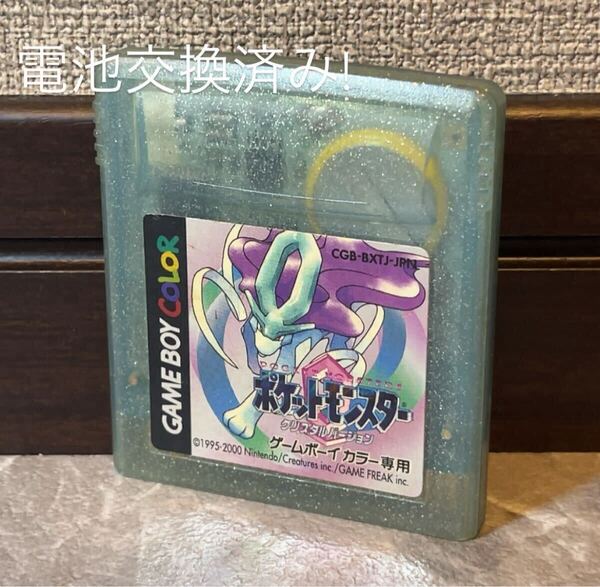 電池交換済み!
CGB-BXTJ-JPN
GAME BOY COLOR
ポケットモンスター
クリスタルバージョン
ゲームボーイ カラー専用
©1995-2000 Nintendo/Creatures inc./GAME FREAK inc.